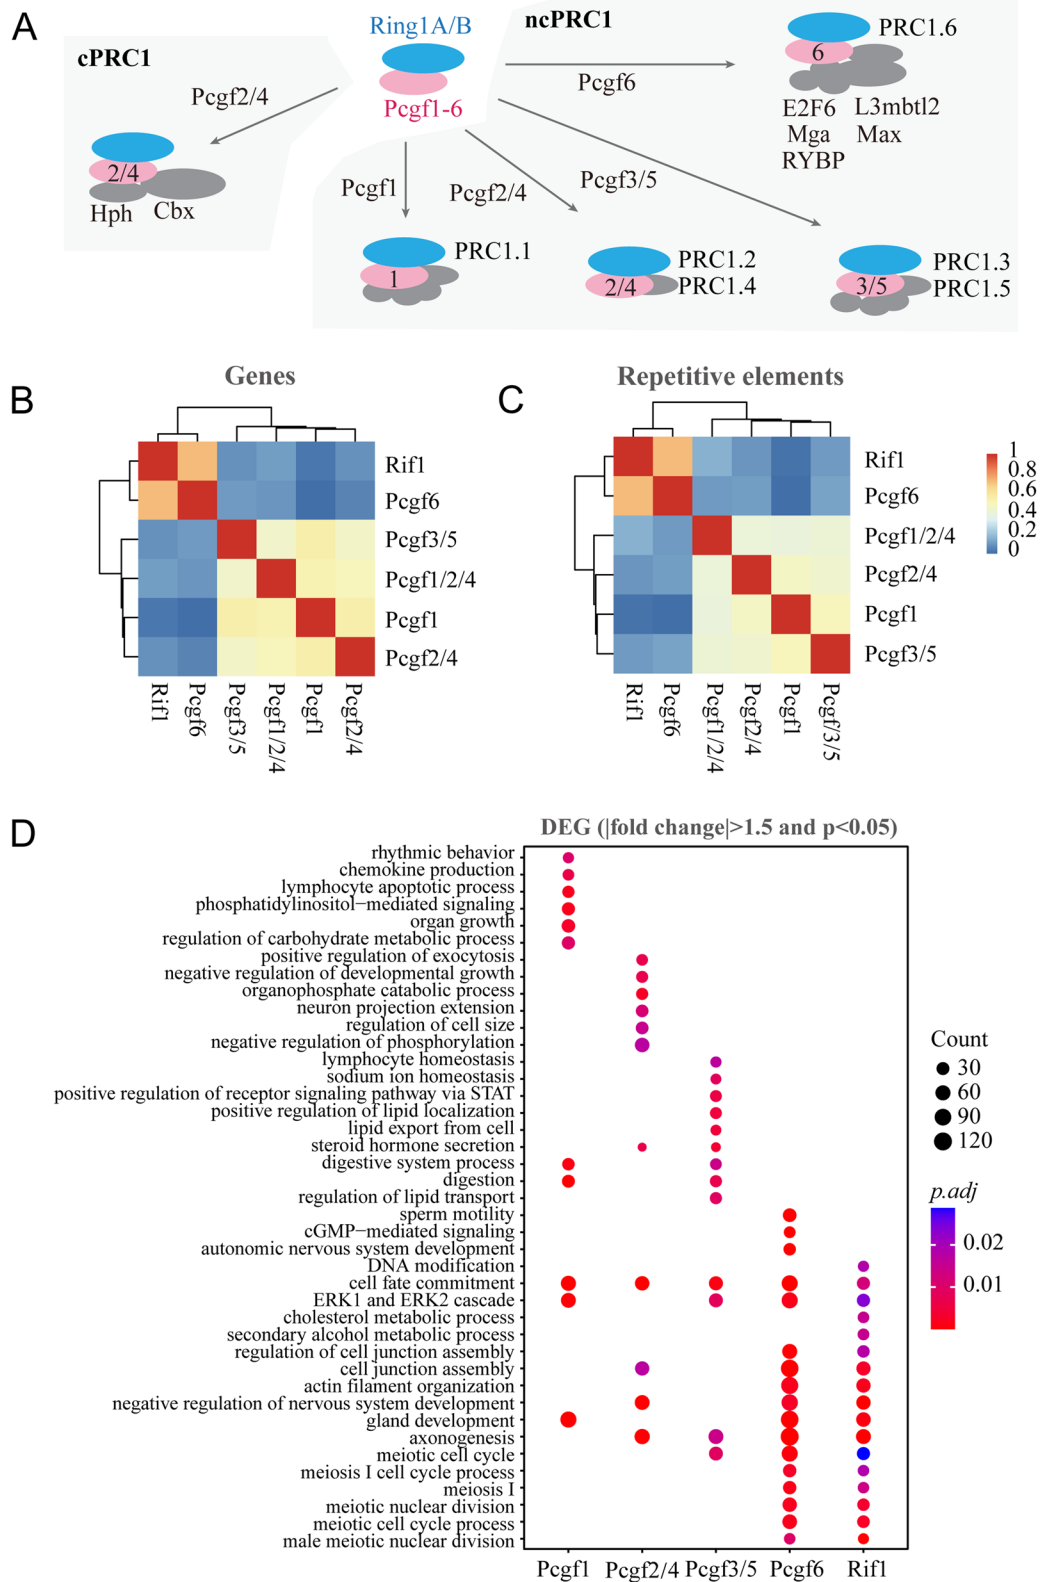 A
cPRC1
Ring1A/B
Pcgf1-6
ncPRC1
Pcgf2/4
2/4
Hph
Cbx
Pcgf6
6
PRC1.6
E2F6
L3mbtl2
Mga
Max
RYBP
Pcgf1
Pcgf2/4
Pcgf3/5
1
PRC1.1
2/4
PRC1.2
PRC1.4
3/5
PRC1.3
PRC1.5
B
Genes
Rif1
Pcgf6
Pcgf3/5
Pcgf1/2/4
Pcgf1
Pcgf2/4
Rif1
Pcgf6
Pcgf3/5
Pcgf1/2/4
Pcgf1
Pcgf2/4
C
Repetitive elements
Rif1
Pcgf6
Pcgf1/2/4
Pcgf2/4
Pcgf1
Pcgf3/5
Rif1
Pcgf6
Pcgf1/2/4
Pcgf2/4
Pcgf1
Pcgf/3/5
1
0.8
0.6
0.4
0.2
0
D
DEG (|fold change|>1.5 and p<0.05)
rhythmic behavior
chemokine production
lymphocyte apoptotic process
phosphatidylinositol−mediated signaling
organ growth
regulation of carbohydrate metabolic process
positive regulation of exocytosis
negative regulation of developmental growth
organophosphate catabolic process
neuron projection extension
regulation of cell size
negative regulation of phosphorylation
lymphocyte homeostasis
sodium ion homeostasis
positive regulation of receptor signaling pathway via STAT
positive regulation of lipid localization
lipid export from cell
steroid hormone secretion
digestive system process
digestion
regulation of lipid transport
sperm motility
cGMP−mediated signaling
autonomic nervous system development
DNA modification
cell fate commitment
ERK1 and ERK2 cascade
cholesterol metabolic process
secondary alcohol metabolic process
regulation of cell junction assembly
cell junction assembly
actin filament organization
negative regulation of nervous system development
gland development
axonogenesis
meiotic cell cycle
meiosis I cell cycle process
meiosis I
meiotic nuclear division
meiotic cell cycle process
male meiotic nuclear division
Pcgf1
Pcgf2/4
Pcgf3/5
Pcgf6
Rif1
Count
30
60
90
120
p.adj
0.02
0.01